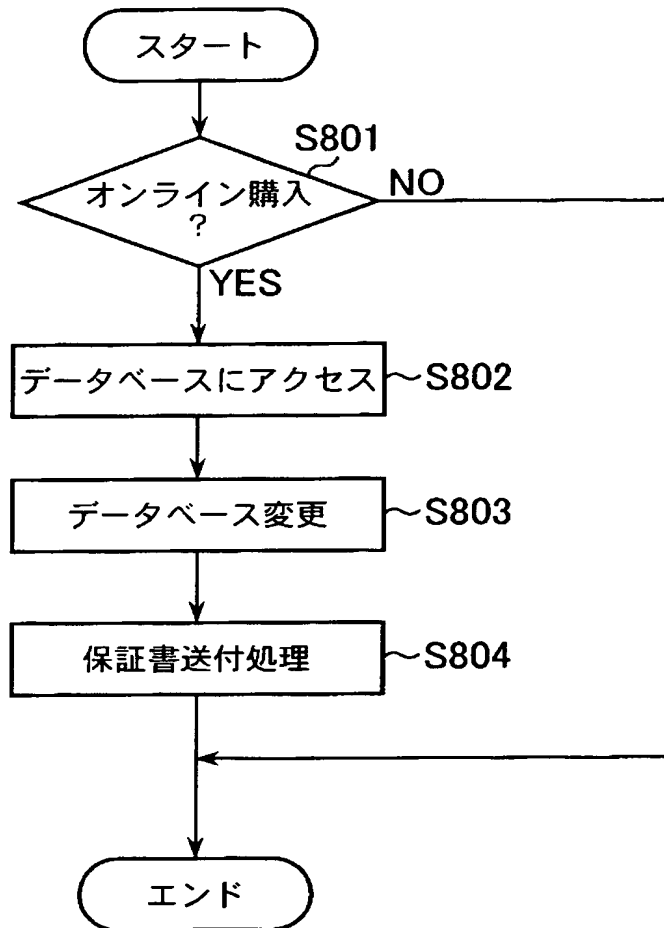 スタート
S801
オンライン購入
?
NO
YES
データベースにアクセス
S802
データベース変更
S803
保証書送付処理
S804
エンド